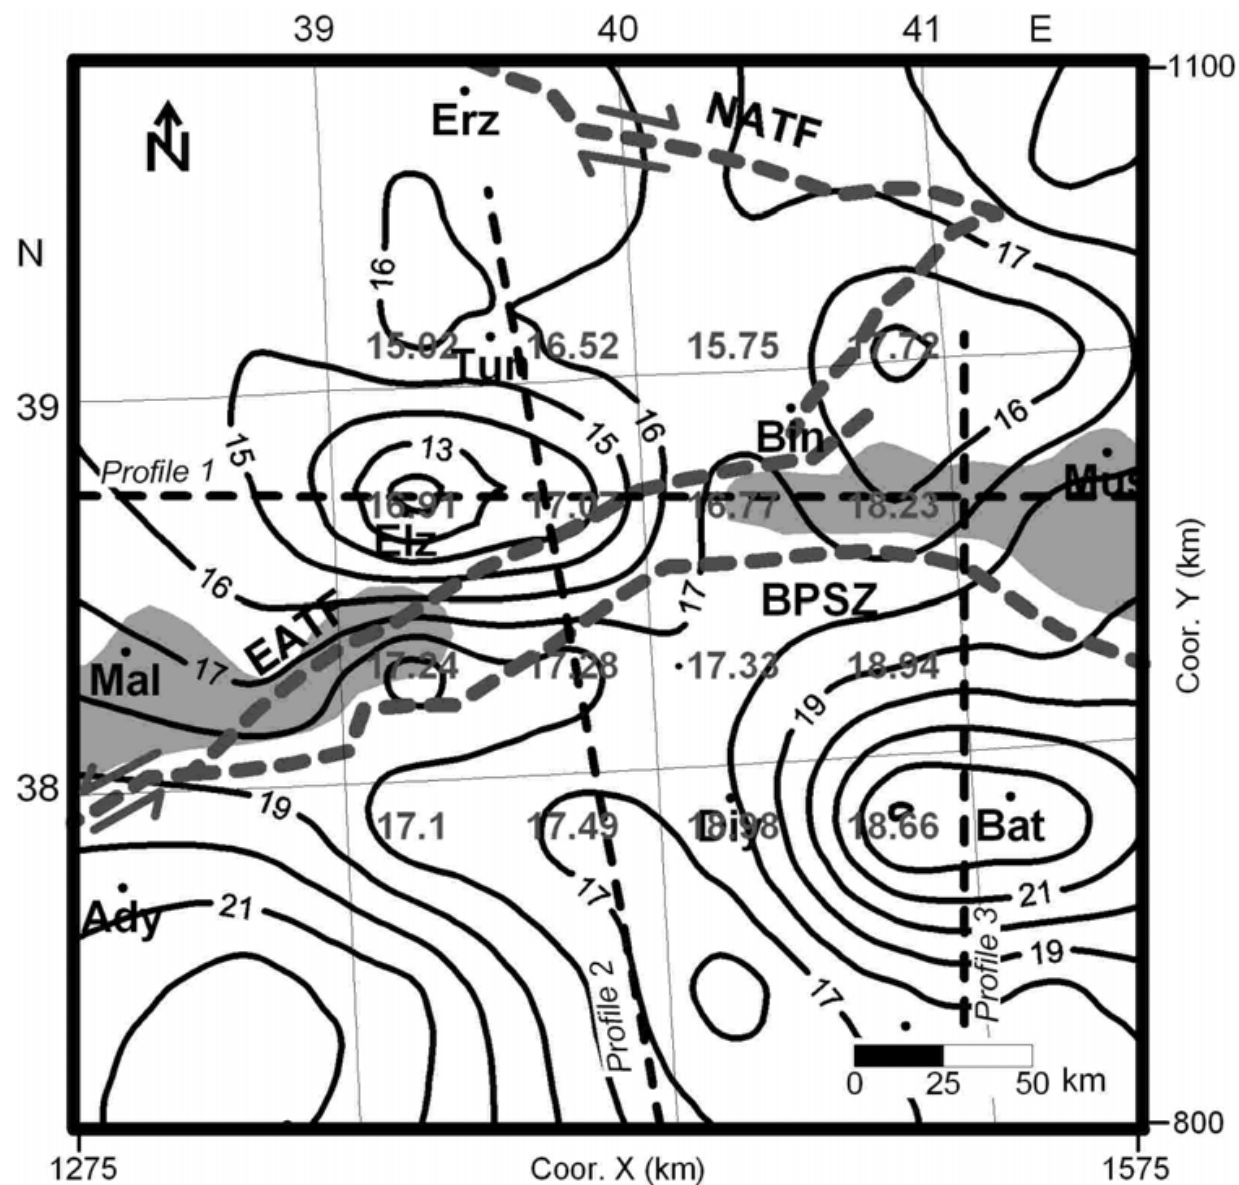 39 40 41 E
1100
Erz NATF
N
N
17
16
15.02 16.52 15.75 17.72
Tun
39
16
16
15 13 15
Bin
Profile 1
Mus
16.91 17.07 16.77 18.23
Elz
16
17
BPSZ
EATF
Coor. Y (km)
17.24 17.28 17.33 18.94
Mal 17
19
38
19
17.1 17.49 18.98 18.66
Diy Bat
17
21
21
Ady
19
Profile 3
17
Profile 2
0 25 50 km
800
1275 Coor. X (km) 1575